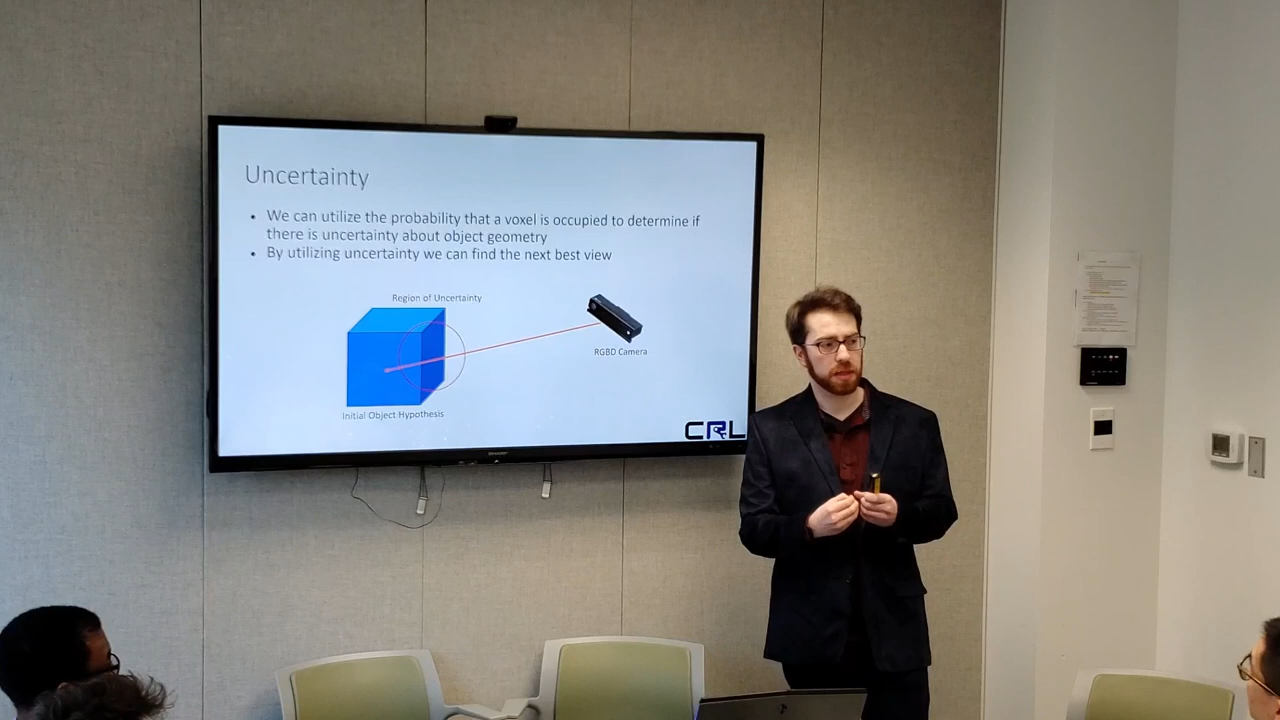 Uncertainty
• We can utilize the probability that a voxel is occupied to determine if
there is uncertainty about object geometry
• By utilizing uncertainty we can find the next best view
Region of Uncertainty
RGBD Camera
Initial Object Hypothesis
CRL
SHARP